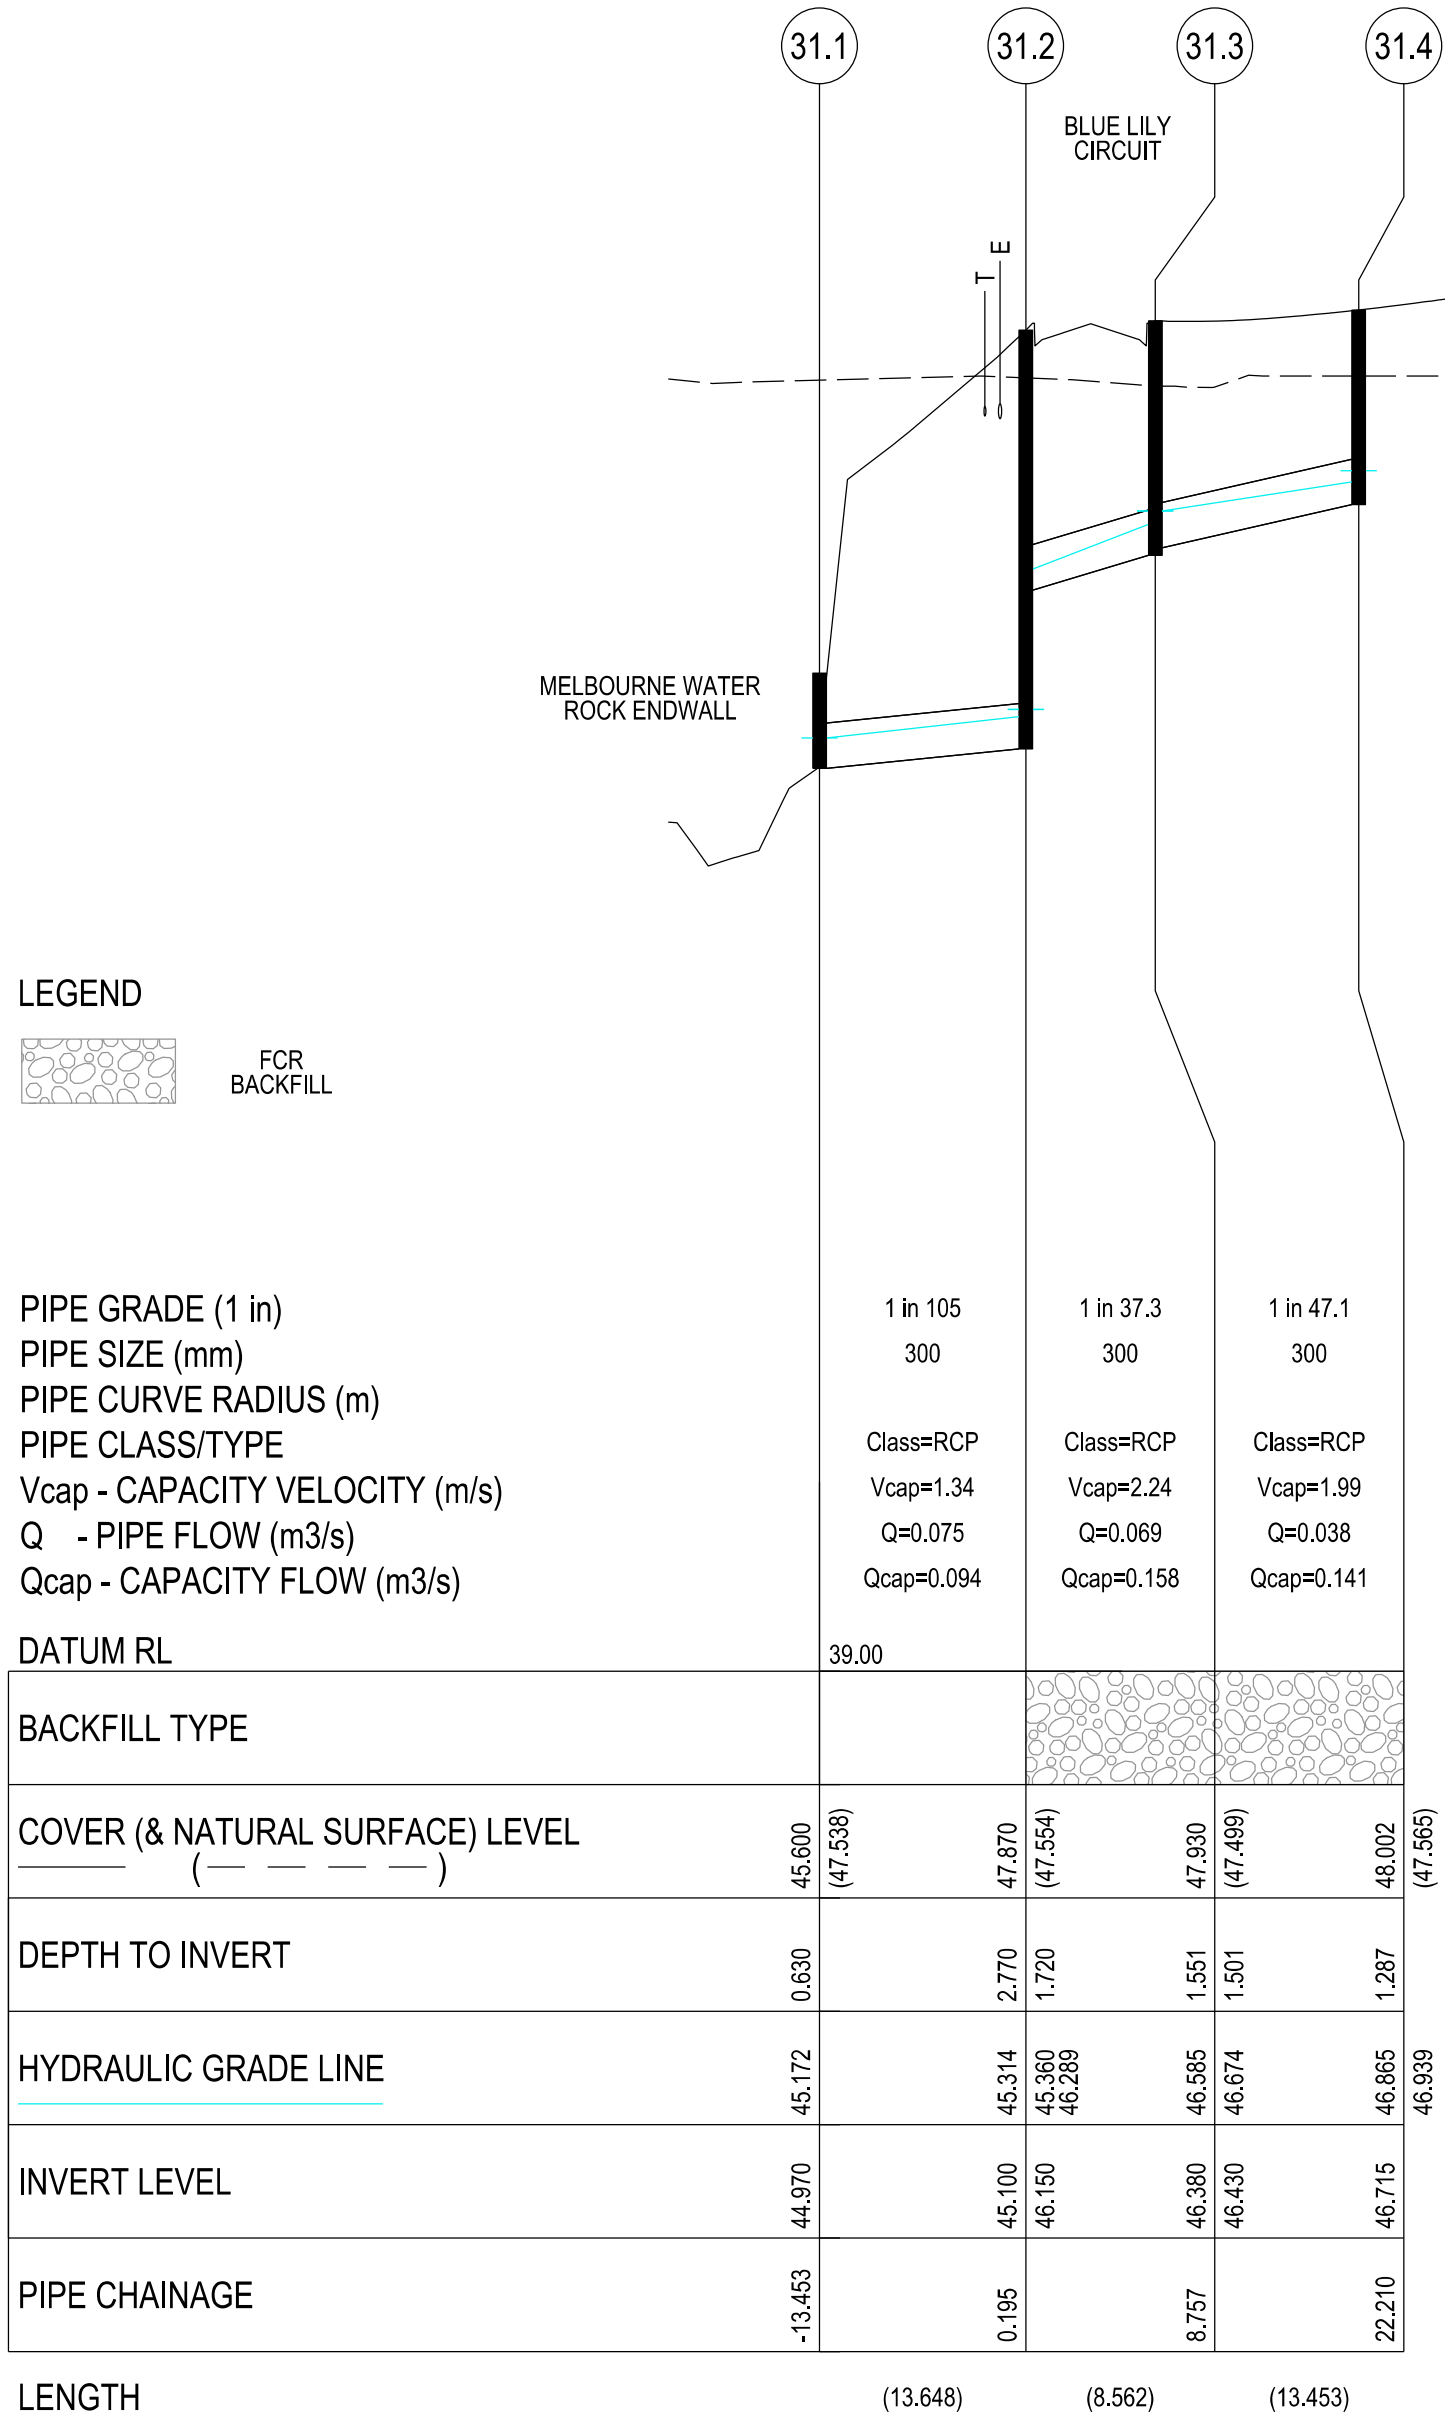 31.1 31.2 31.3 31.4
BLUE LILY
CIRCUIT
T E
MELBOURNE WATER
ROCK ENDWALL
LEGEND
FCR
BACKFILL
PIPE GRADE (1 in) 1 in 105 1 in 37.3 1 in 47.1
PIPE SIZE (mm) 300 300 300
PIPE CURVE RADIUS (m)
PIPE CLASS/TYPE Class=RCP Class=RCP Class=RCP
Vcap - CAPACITY VELOCITY (m/s) Vcap=1.34 Vcap=2.24 Vcap=1.99
Q - PIPE FLOW (m3/s) Q=0.075 Q=0.069 Q=0.038
Qcap - CAPACITY FLOW (m3/s) Qcap=0.094 Qcap=0.158 Qcap=0.141
DATUM RL 39.00
BACKFILL TYPE
COVER (& NATURAL SURFACE) LEVEL 45.600 (47.538) 47.870 (47.554) 47.930 (47.499) 48.002 (47.565)
( )
DEPTH TO INVERT 0.630 2.770 1.720 1.551 1.501 1.287
HYDRAULIC GRADE LINE 45.172 45.314 45.360 46.289 46.585 46.674 46.865 46.939
INVERT LEVEL 44.970 45.100 46.150 46.380 46.430 46.715
PIPE CHAINAGE -13.453 0.195 8.757 22.210
LENGTH (13.648) (8.562) (13.453)